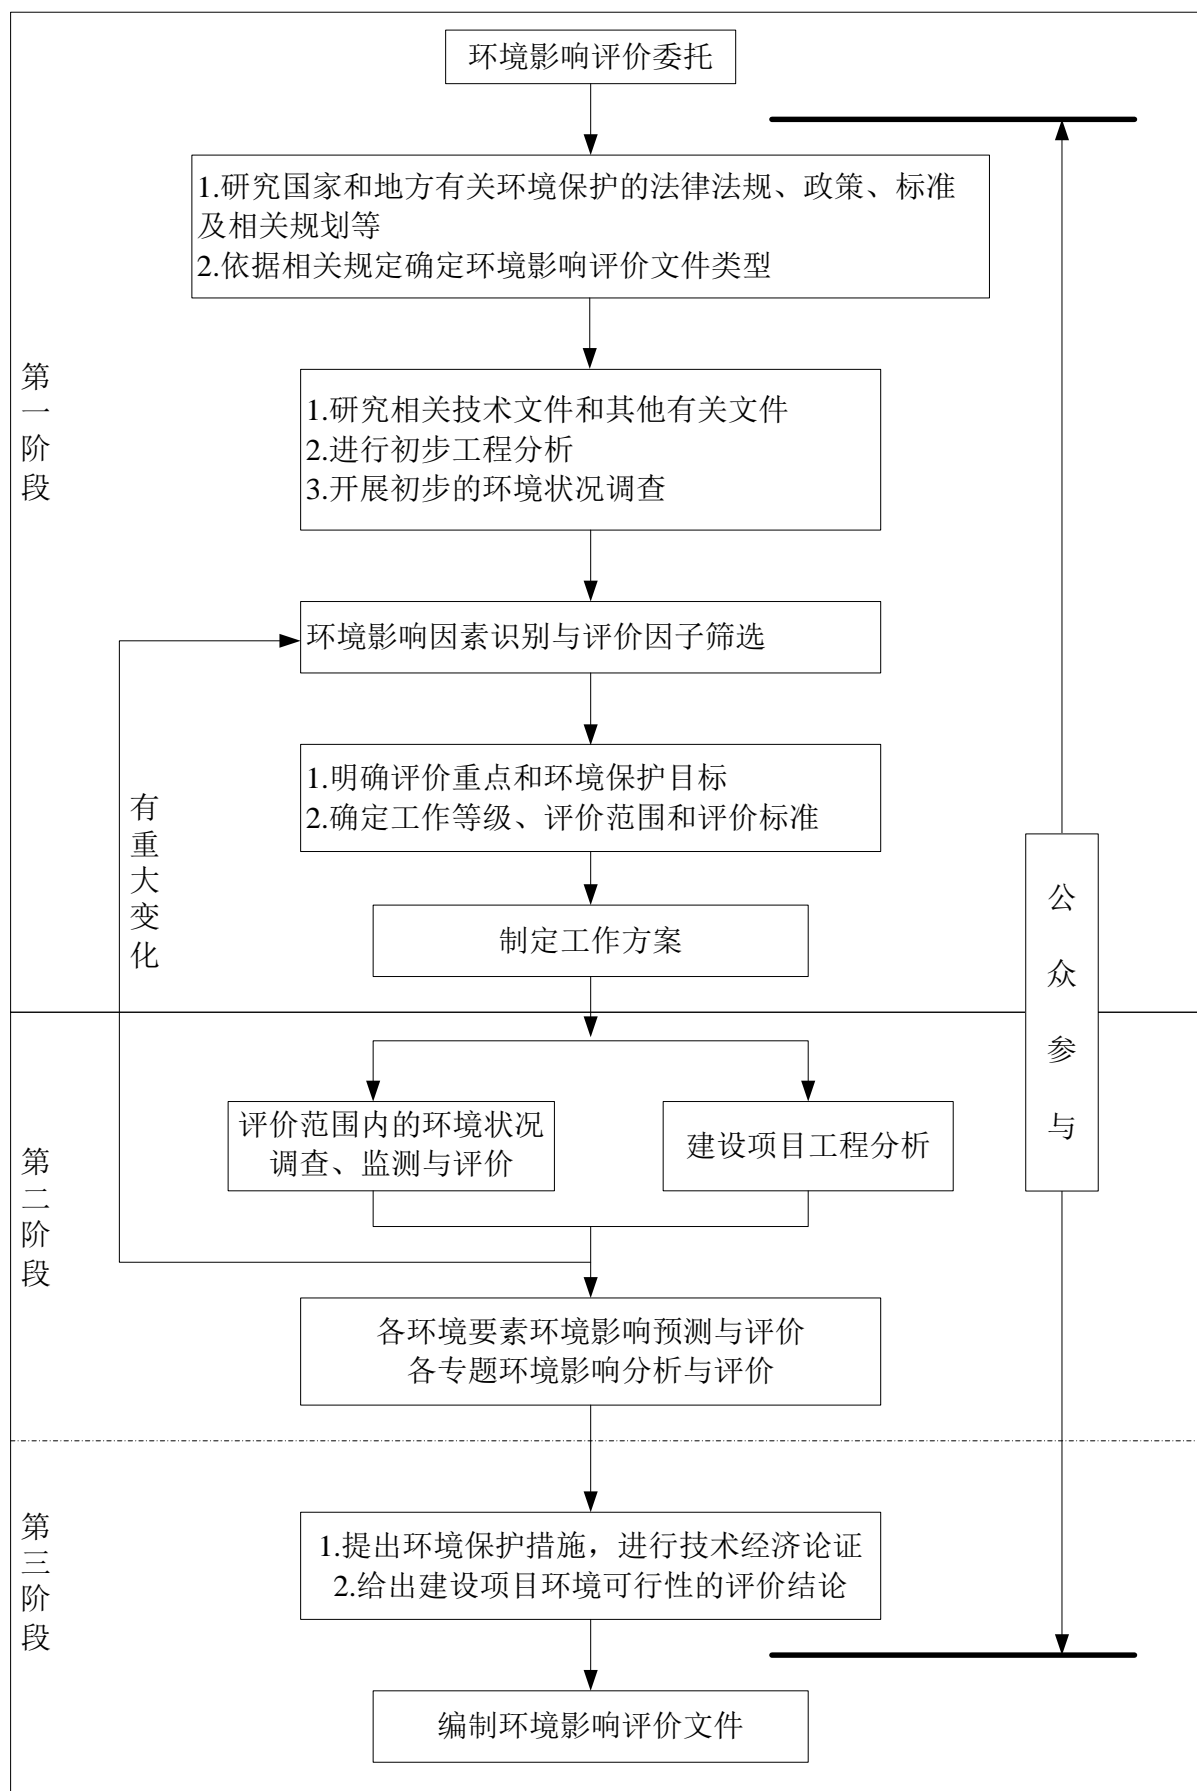 环境影响评价委托
1.研究国家和地方有关环境保护的法律法规、政策、标准
及相关规划等
2.依据相关规定确定环境影响评价文件类型
第一阶段
1.研究相关技术文件和其他有关文件
2.进行初步工程分析
3.开展初步的环境状况调查
环境影响因素识别与评价因子筛选
有重大变化
1.明确评价重点和环境保护目标
2.确定工作等级、评价范围和评价标准
制定工作方案
公众参与
第二阶段
评价范围内的环境状况
调查、监测与评价
建设项目工程分析
各环境要素环境影响预测与评价
各专题环境影响分析与评价
第三阶段
1.提出环境保护措施，进行技术经济论证
2.给出建设项目环境可行性的评价结论
编制环境影响评价文件